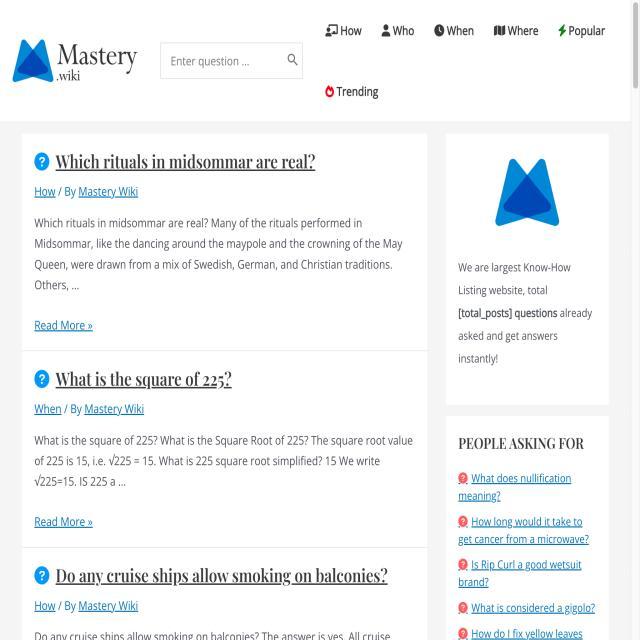 Mastery
.wiki
Enter question ...
How
Who
When
Where
Popular
Trending
Which rituals in midsommar are real?
How / By Mastery Wiki
Which rituals in midsommar are real? Many of the rituals performed in
Midsommar, like the dancing around the maypole and the crowning of the May
Queen, were drawn from a mix of Swedish, German, and Christian traditions.
Others, ...
Read More »
What is the square of 225?
When / By Mastery Wiki
What is the square of 225? What is the Square Root of 225? The square root value
of 225 is 15, i.e. √225 = 15. What is 225 square root simplified? 15 We write
√225=15. IS 225 a ...
Read More »
Do any cruise ships allow smoking on balconies?
How / By Mastery Wiki
Do any cruise ships allow smoking on balconies? The answer is yes. All cruise
We are largest Know-How
Listing website, total
[total_posts] questions already
asked and get answers
instantly!
PEOPLE ASKING FOR
What does nullification
meaning?
How long would it take to
get cancer from a microwave?
Is Rip Curl a good wetsuit
brand?
What is considered a gigolo?
How do I fix yellow leaves